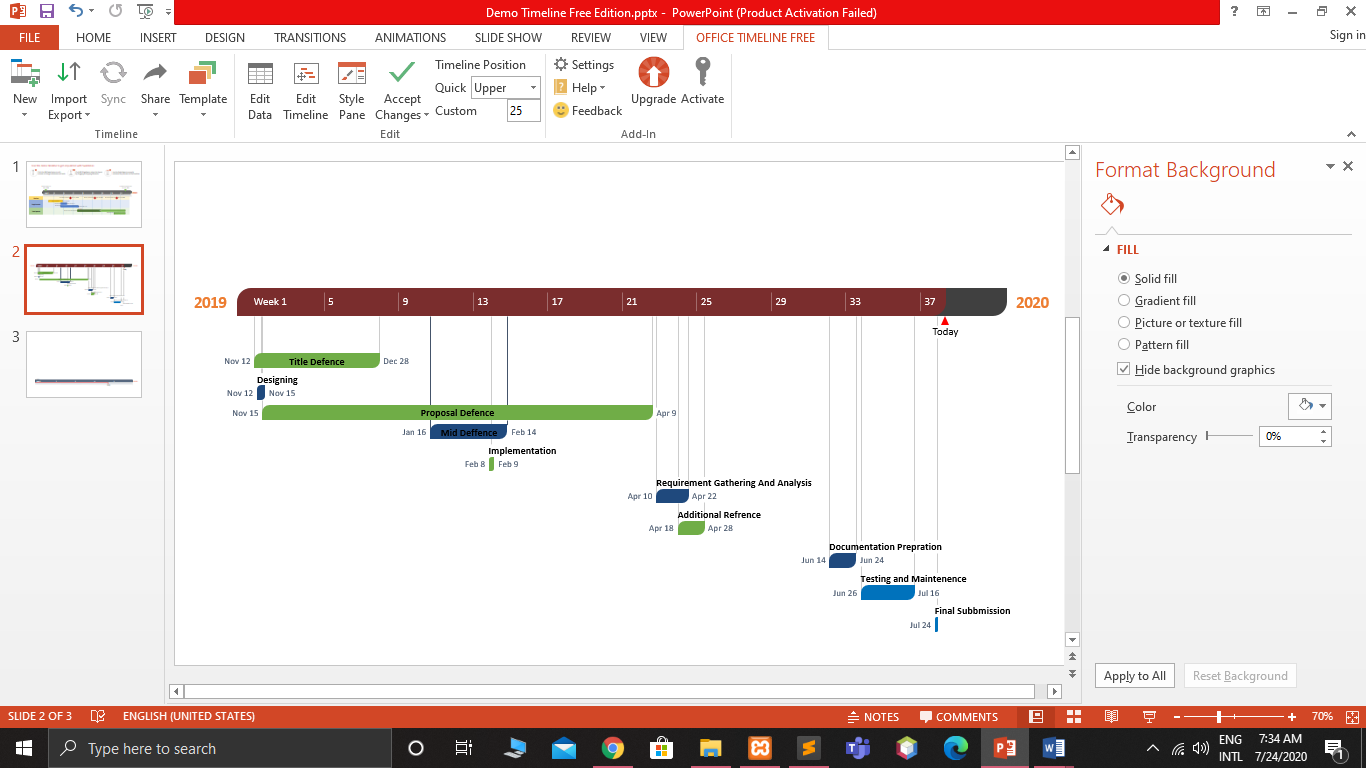 Demo Timeline Free Edition.pptx - PowerPoint (Product Activation Failed)
FILE HOME INSERT DESIGN TRANSITIONS ANIMATIONS SLIDE SHOW REVIEW VIEW OFFICE TIMELINE FREE Sign in
New
Import Export
Sync
Share
Template
Timeline
Edit Data
Edit Timeline
Style Pane
Accept Changes
Timeline Position
Quick Upper
Custom 25
Edit
Settings
Help
Feedback
Upgrade
Activate
Add-In
1
2
3
2019 Week 1 5 9 13 17 21 25 29 33 37 2020
Today
Nov 12 Title Defence Dec 28
Designing
Nov 12 Nov 15
Nov 15 Proposal Defence Apr 9
Jan 16 Mid Deffence Feb 14
Implementation
Feb 8 Feb 9
Requirement Gathering And Analysis
Apr 10 Apr 22
Additional Refrence
Apr 18 Apr 28
Documentation Prepration
Jun 14 Jun 24
Testing and Maintenence
Jun 26 Jul 16
Final Subbmission
Jul 24
Format Background
FILL
Solid fill
Gradient fill
Picture or texture fill
Pattern fill
Hide background graphics
Color
Transparency 0%
Apply to All Reset Background
SLIDE 2 OF 3 ENGLISH (UNITED STATES) NOTES COMMENTS 70%
Type here to search
ENG 7:34 AM
INTL 7/24/2020
1